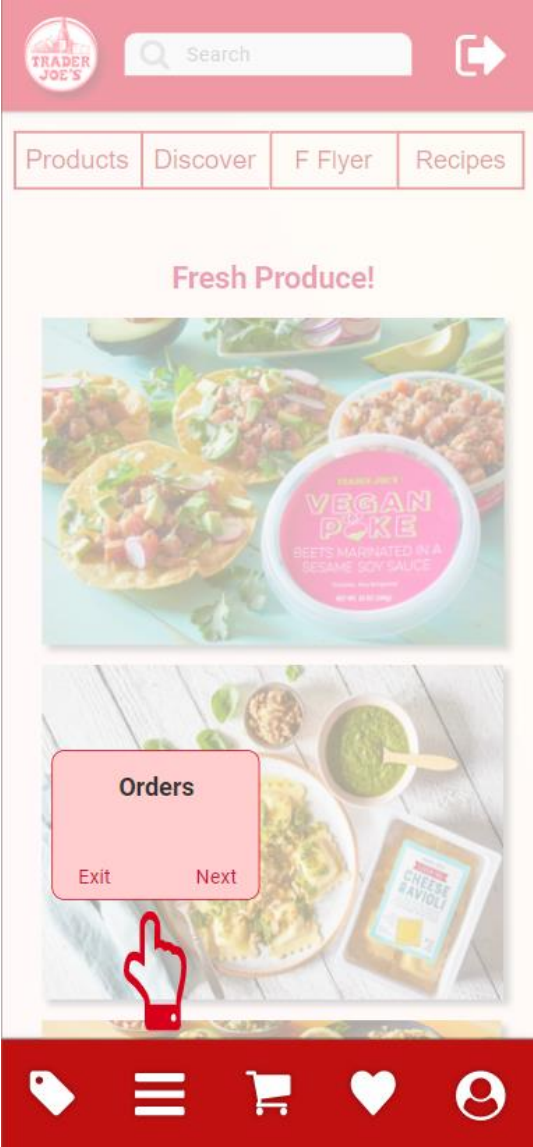 TRADER
JOE'S
Search
Products Discover F Flyer Recipes
Fresh Produce!
TRADER JOE'S
VEGAN
POKE
BEETS MARINATED IN A
SESAME SOY SAUCE
Orders
Exit Next
CHEESE
RAVIOLI